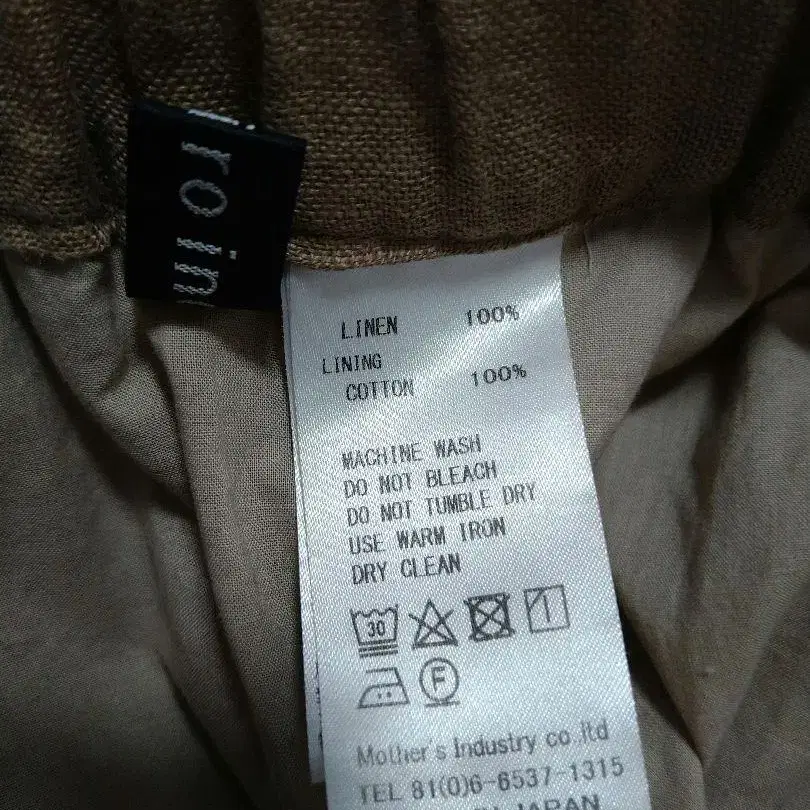 roin
LINEN 100%
LINING
COTTON 100%
MACHINE WASH
DO NOT BLEACH
DO NOT TUMBLE DRY
USE WARM IRON
DRY CLEAN
30
F
Mother's Industry co.,ltd
TEL 81(0)6-6537-1315
JAPAN